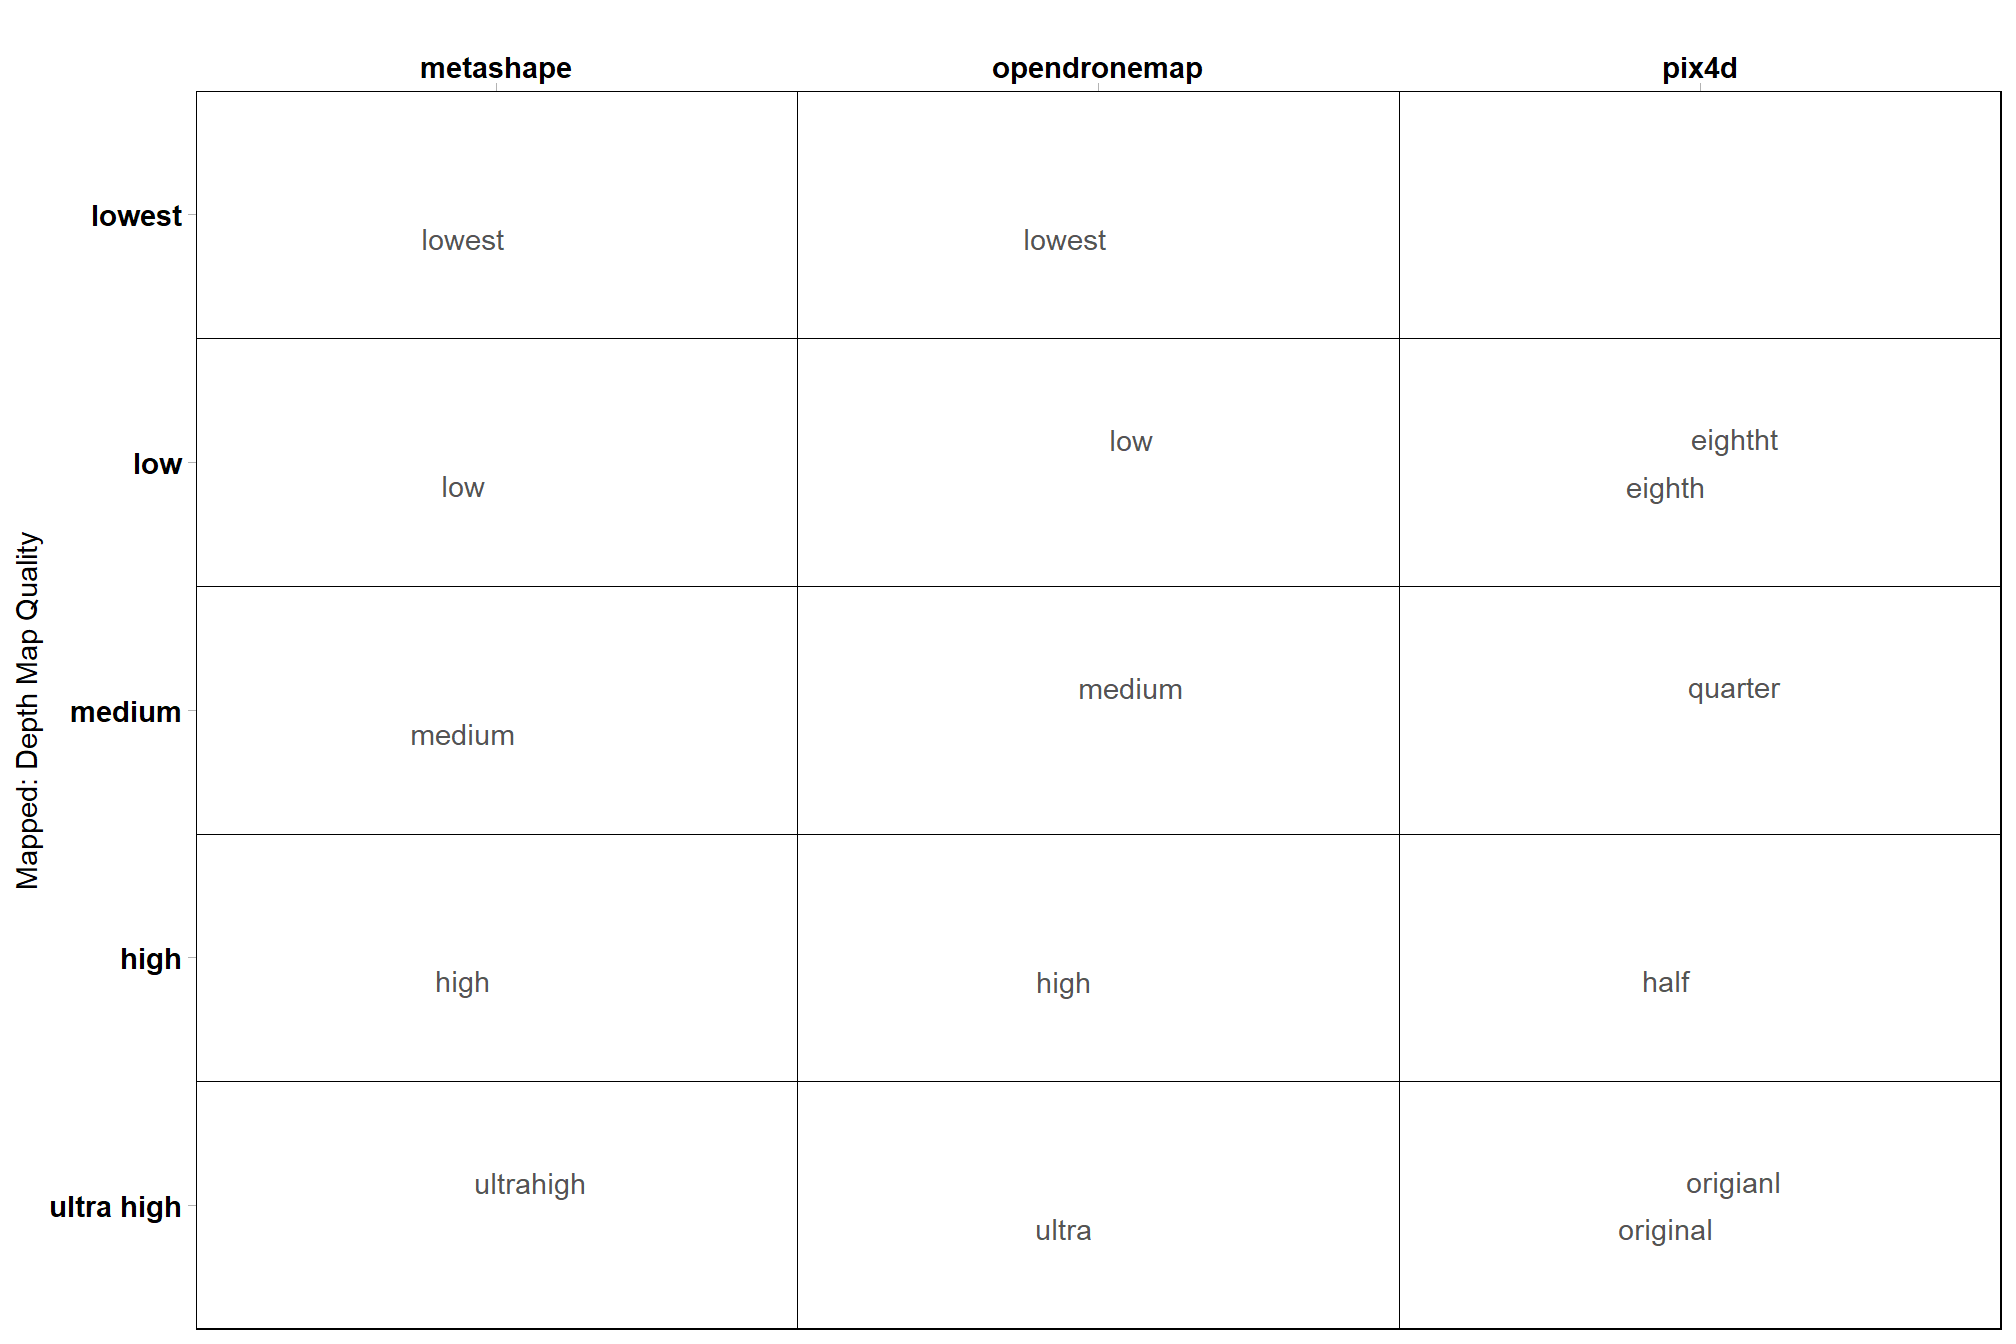 metashape opendronemap pix4d
lowest lowest lowest
low low low eightht
eighth
Mapped: Depth Map Quality
medium medium medium quarter
high high high half
ultra high ultrahigh ultra origianl
original